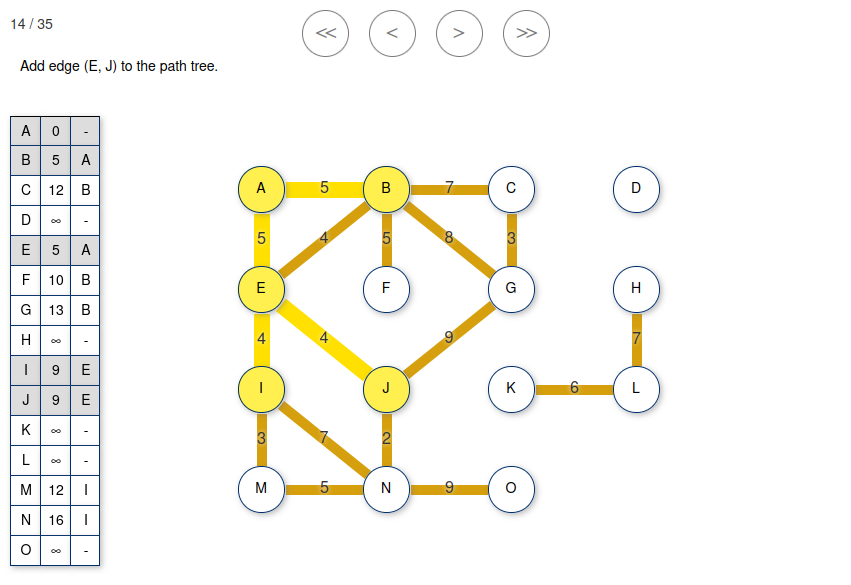 14 / 35
<< < > >>
Add edge (E, J) to the path tree.
A 0 -
B 5 A
C 12 B
D ∞ -
E 5 A
F 10 B
G 13 B
H ∞ -
I 9 E
J 9 E
K ∞ -
L ∞ -
M 12 I
N 16 I
O ∞ -
A 5 B 7 C D
5 4 5 8 3
E F G H
4 4 9 7
I J K 6 L
3 7 2
M 5 N 9 O